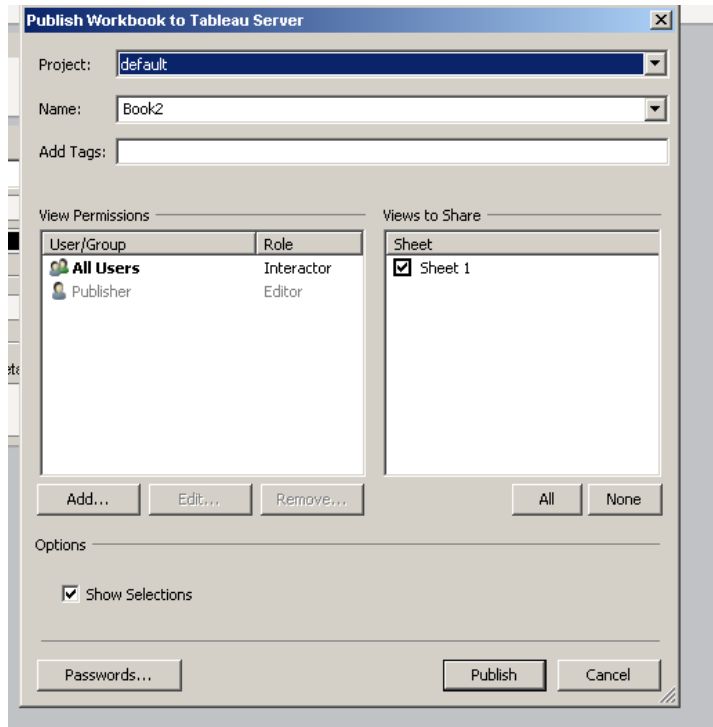 Publish Workbook to Tableau Server
Project: default
Name: Book2
Add Tags:
View Permissions
Views to Share
User/Group Role
Sheet
All Users Interactor
Sheet 1
Publisher Editor
Add... Edit... Remove...
All None
Options
Show Selections
Passwords... Publish Cancel